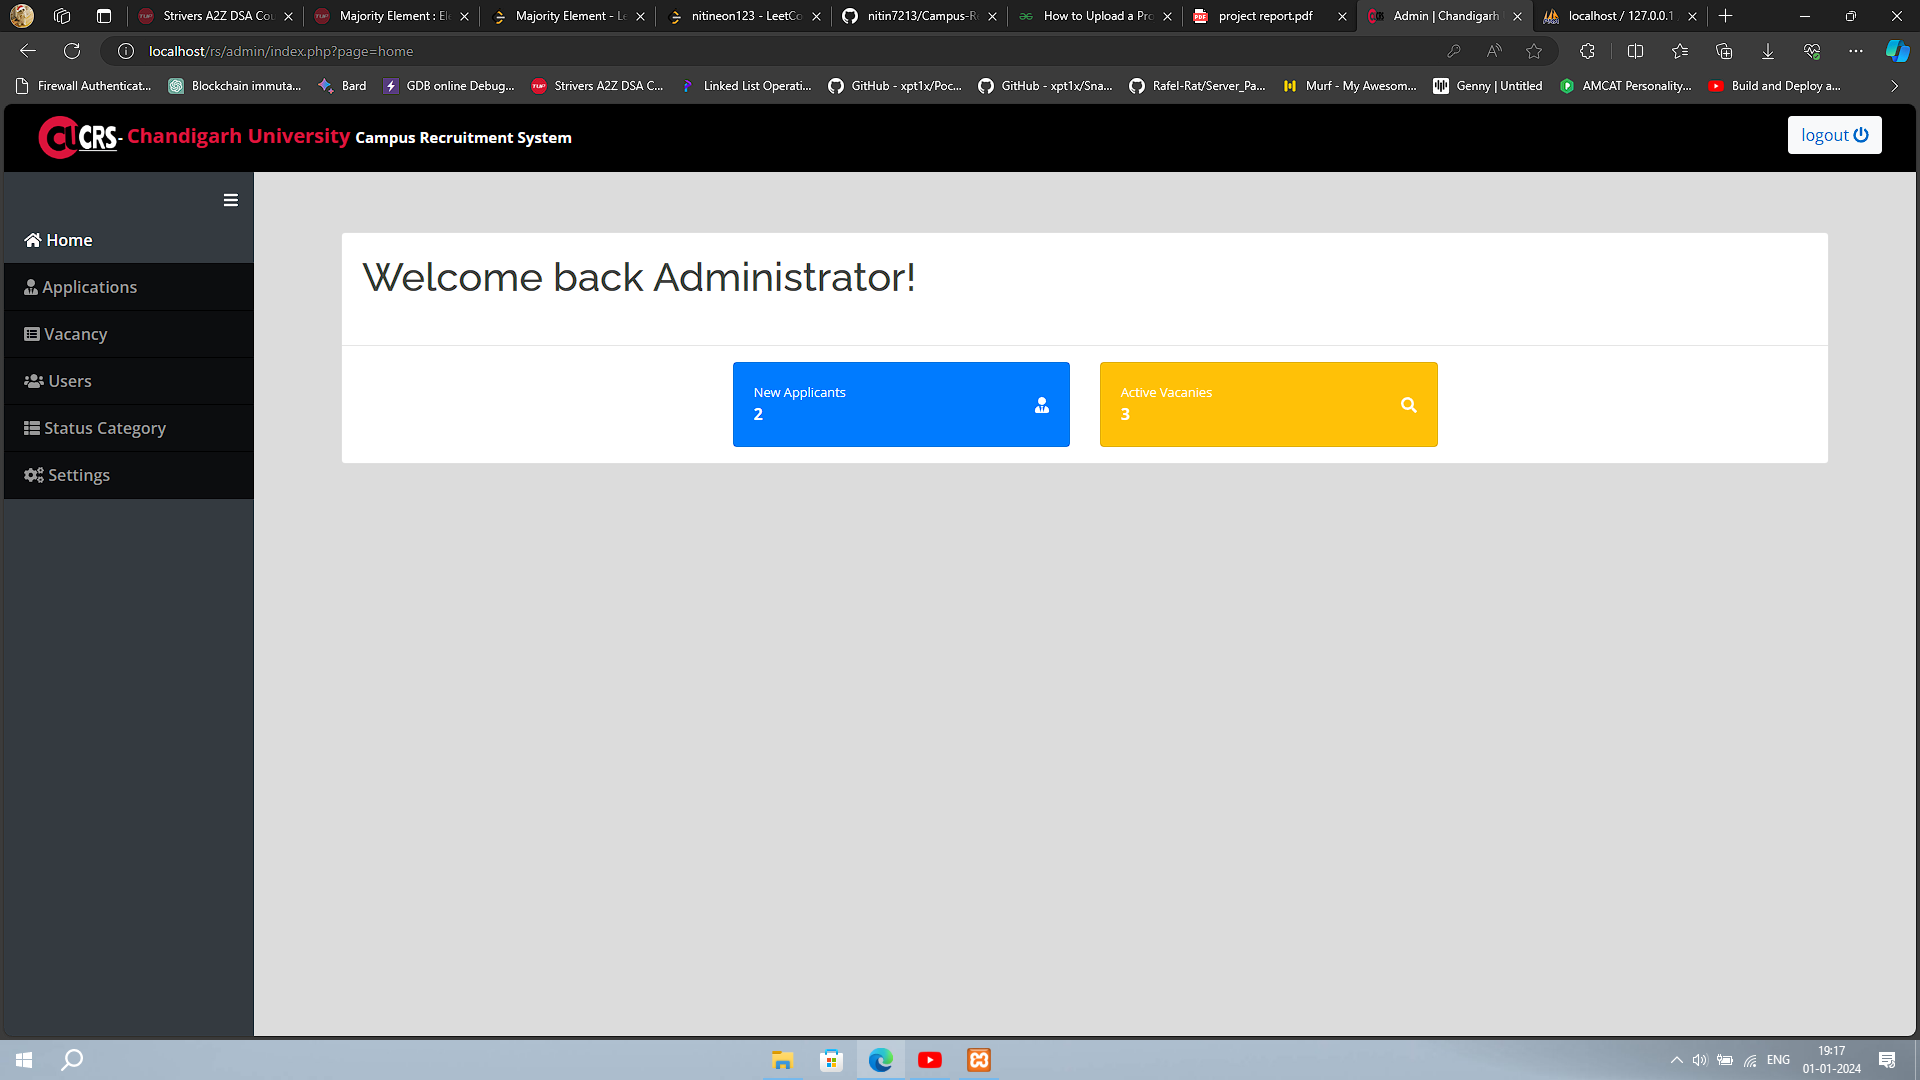 Strivers A2Z DSA Cou
Majority Element : El
Majority Element - Le
nitineon123 - LeetCo
nitin7213/Campus-R
How to Upload a Pro
project report.pdf
Admin | Chandigarh
localhost / 127.0.0.1
localhost/rs/admin/index.php?page=home
Firewall Authenticat...
Blockchain immuta...
Bard
GDB online Debug...
Strivers A2Z DSA C...
Linked List Operati...
GitHub - xpt1x/Poc...
GitHub - xpt1x/Sna...
Rafel-Rat/Server_Pa...
Murf - My Awesom...
Genny | Untitled
AMCAT Personality...
Build and Deploy a...
CRS- Chandigarh University Campus Recruitment System
logout
Home
Applications
Vacancy
Users
Status Category
Settings
Welcome back Administrator!
New Applicants
2
Active Vacanies
3
ENG
19:17
01-01-2024